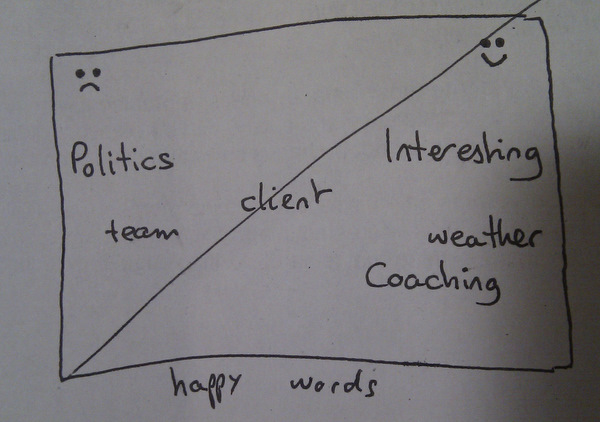 Politics
Interesting
client
team
weather
Coaching
happy words